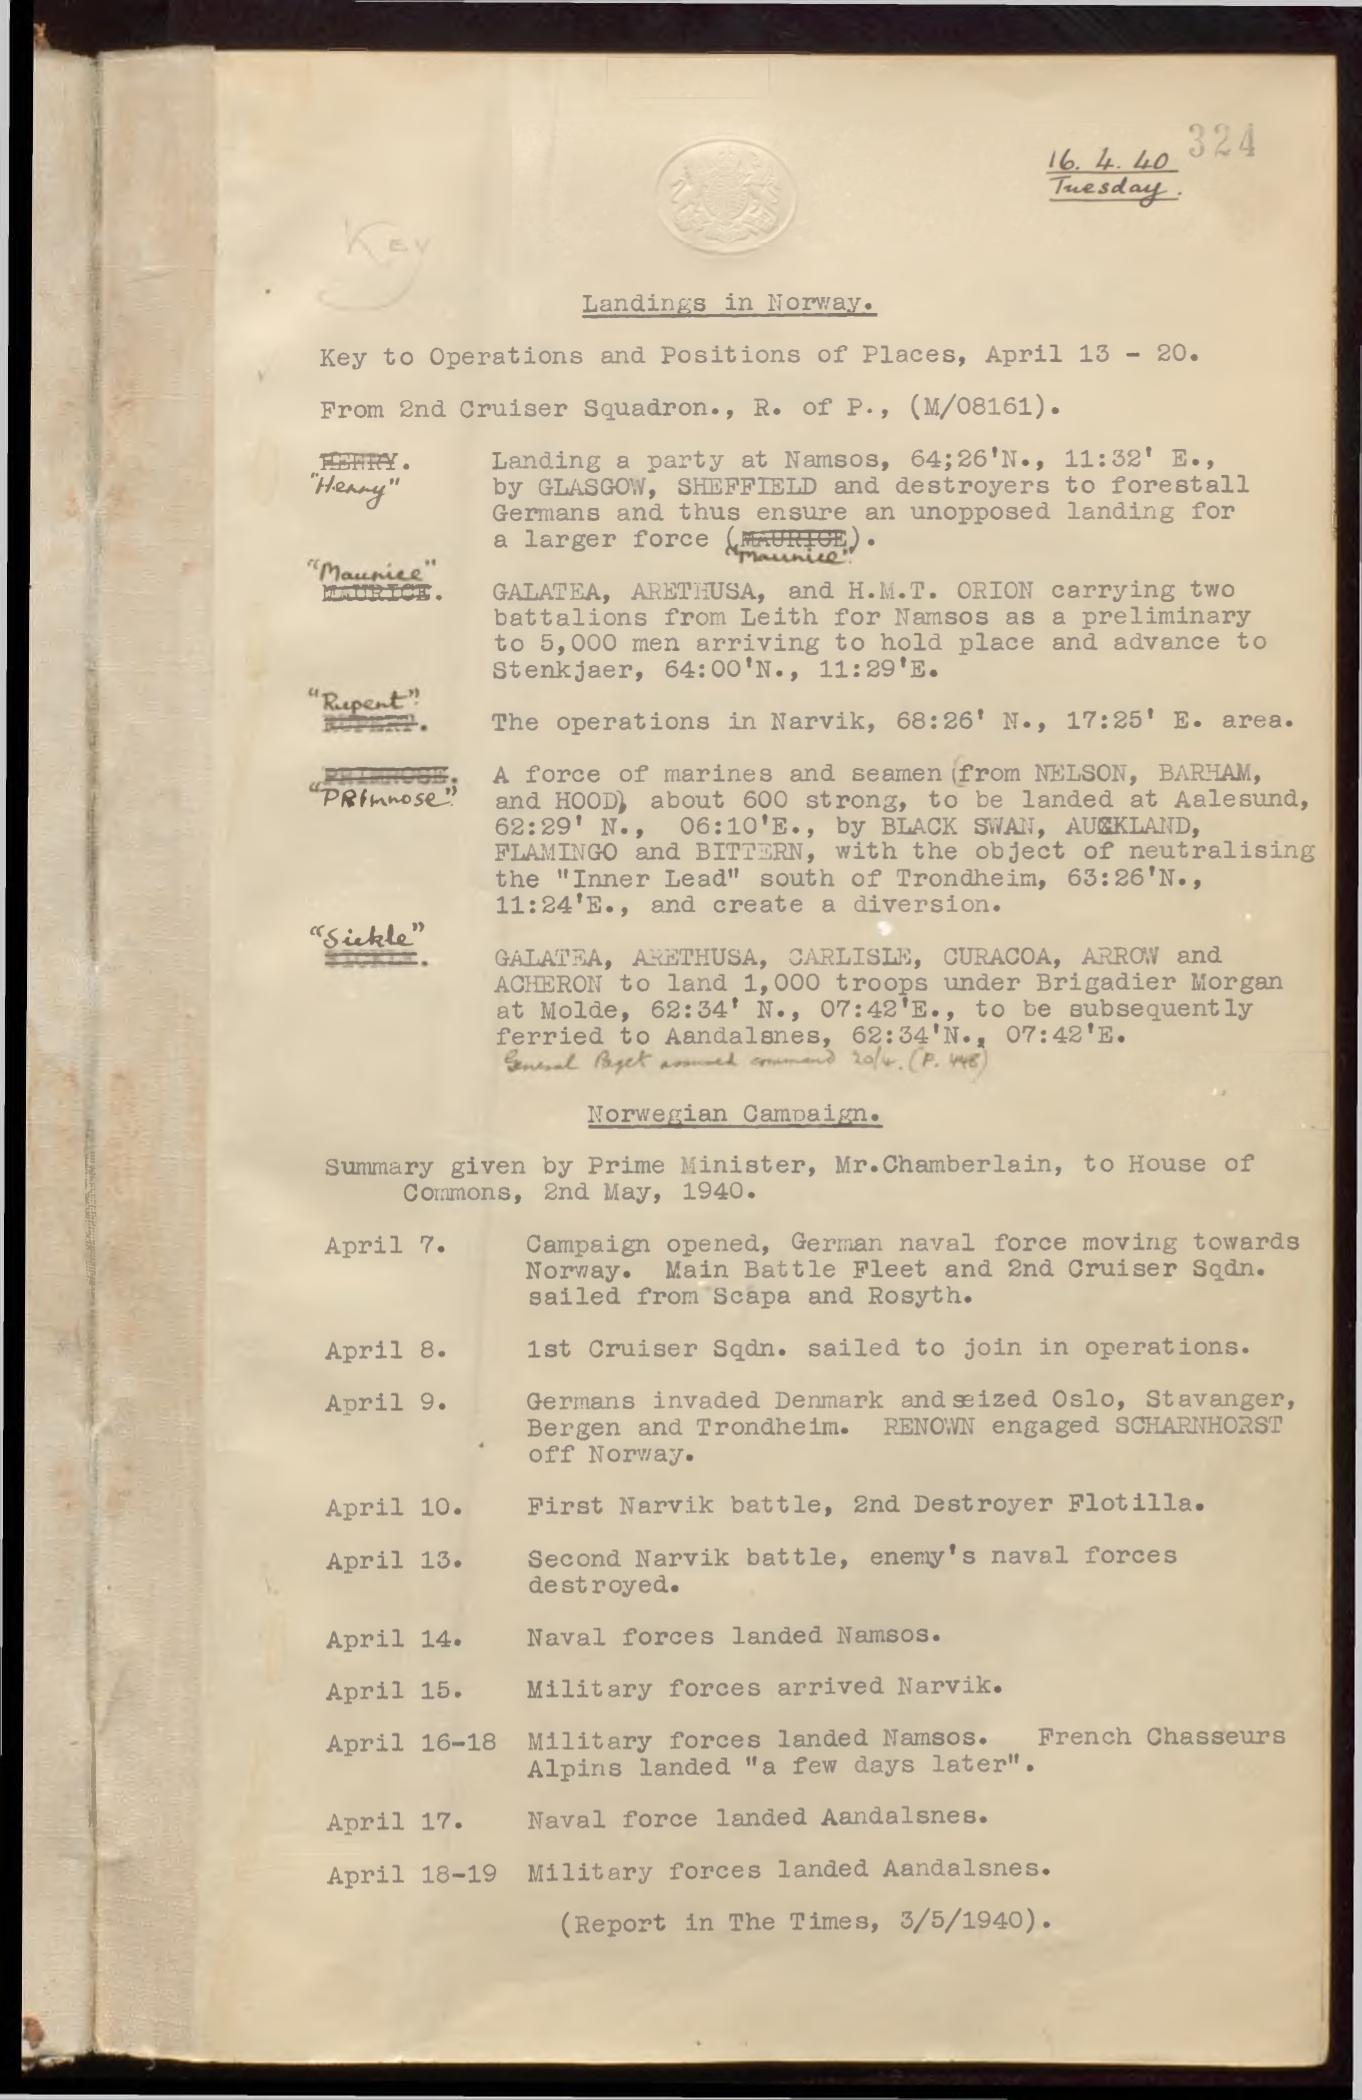 324
16. 4. 40
Tuesday.
Key
Landings in Norway.
Key to Operations and Positions of Places, April 13 - 20.
From 2nd Cruiser Squadron., R. of P., (M/08161).
HENRY. Landing a party at Namsos, 64;26'N., 11:32' E.,
"Henry" by GLASGOW, SHEFFIELD and destroyers to forestall
Germans and thus ensure an unopposed landing for
a larger force (MAURICE).
"Maurice"
"Maurice"
MAURICE. GALATEA, ARETHUSA, and H.M.T. ORION carrying two
battalions from Leith for Namsos as a preliminary
to 5,000 men arriving to hold place and advance to
Stenkjaer, 64:00'N., 11:29'E.
"Rupert"
RUPERT. The operations in Narvik, 68:26' N., 17:25' E. area.
PRIMROSE. A force of marines and seamen (from NELSON, BARHAM,
"PRImrose". and HOOD), about 600 strong, to be landed at Aalesund,
62:29' N., 06:10'E., by BLACK SWAN, AUCKLAND,
FLAMINGO and BITTERN, with the object of neutralising
the "Inner Lead" south of Trondheim, 63:26'N.,
11:24'E., and create a diversion.
"Sickle"
SICKLE. GALATEA, ARETHUSA, CARLISLE, CURACOA, ARROW and
ACHERON to land 1,000 troops under Brigadier Morgan
at Molde, 62:34' N., 07:42'E., to be subsequently
ferried to Aandalsnes, 62:34'N., 07:42'E.
General Paget assumed command 20/4. (P. 448)
Norwegian Campaign.
Summary given by Prime Minister, Mr.Chamberlain, to House of
Commons, 2nd May, 1940.
April 7. Campaign opened, German naval force moving towards
Norway. Main Battle Fleet and 2nd Cruiser Sqdn.
sailed from Scapa and Rosyth.
April 8. 1st Cruiser Sqdn. sailed to join in operations.
April 9. Germans invaded Denmark and seized Oslo, Stavanger,
Bergen and Trondheim. RENOWN engaged SCHARNHORST
off Norway.
April 10. First Narvik battle, 2nd Destroyer Flotilla.
April 13. Second Narvik battle, enemy's naval forces
destroyed.
April 14. Naval forces landed Namsos.
April 15. Military forces arrived Narvik.
April 16-18 Military forces landed Namsos. French Chasseurs
Alpins landed "a few days later".
April 17. Naval force landed Aandalsnes.
April 18-19 Military forces landed Aandalsnes.
(Report in The Times, 3/5/1940).